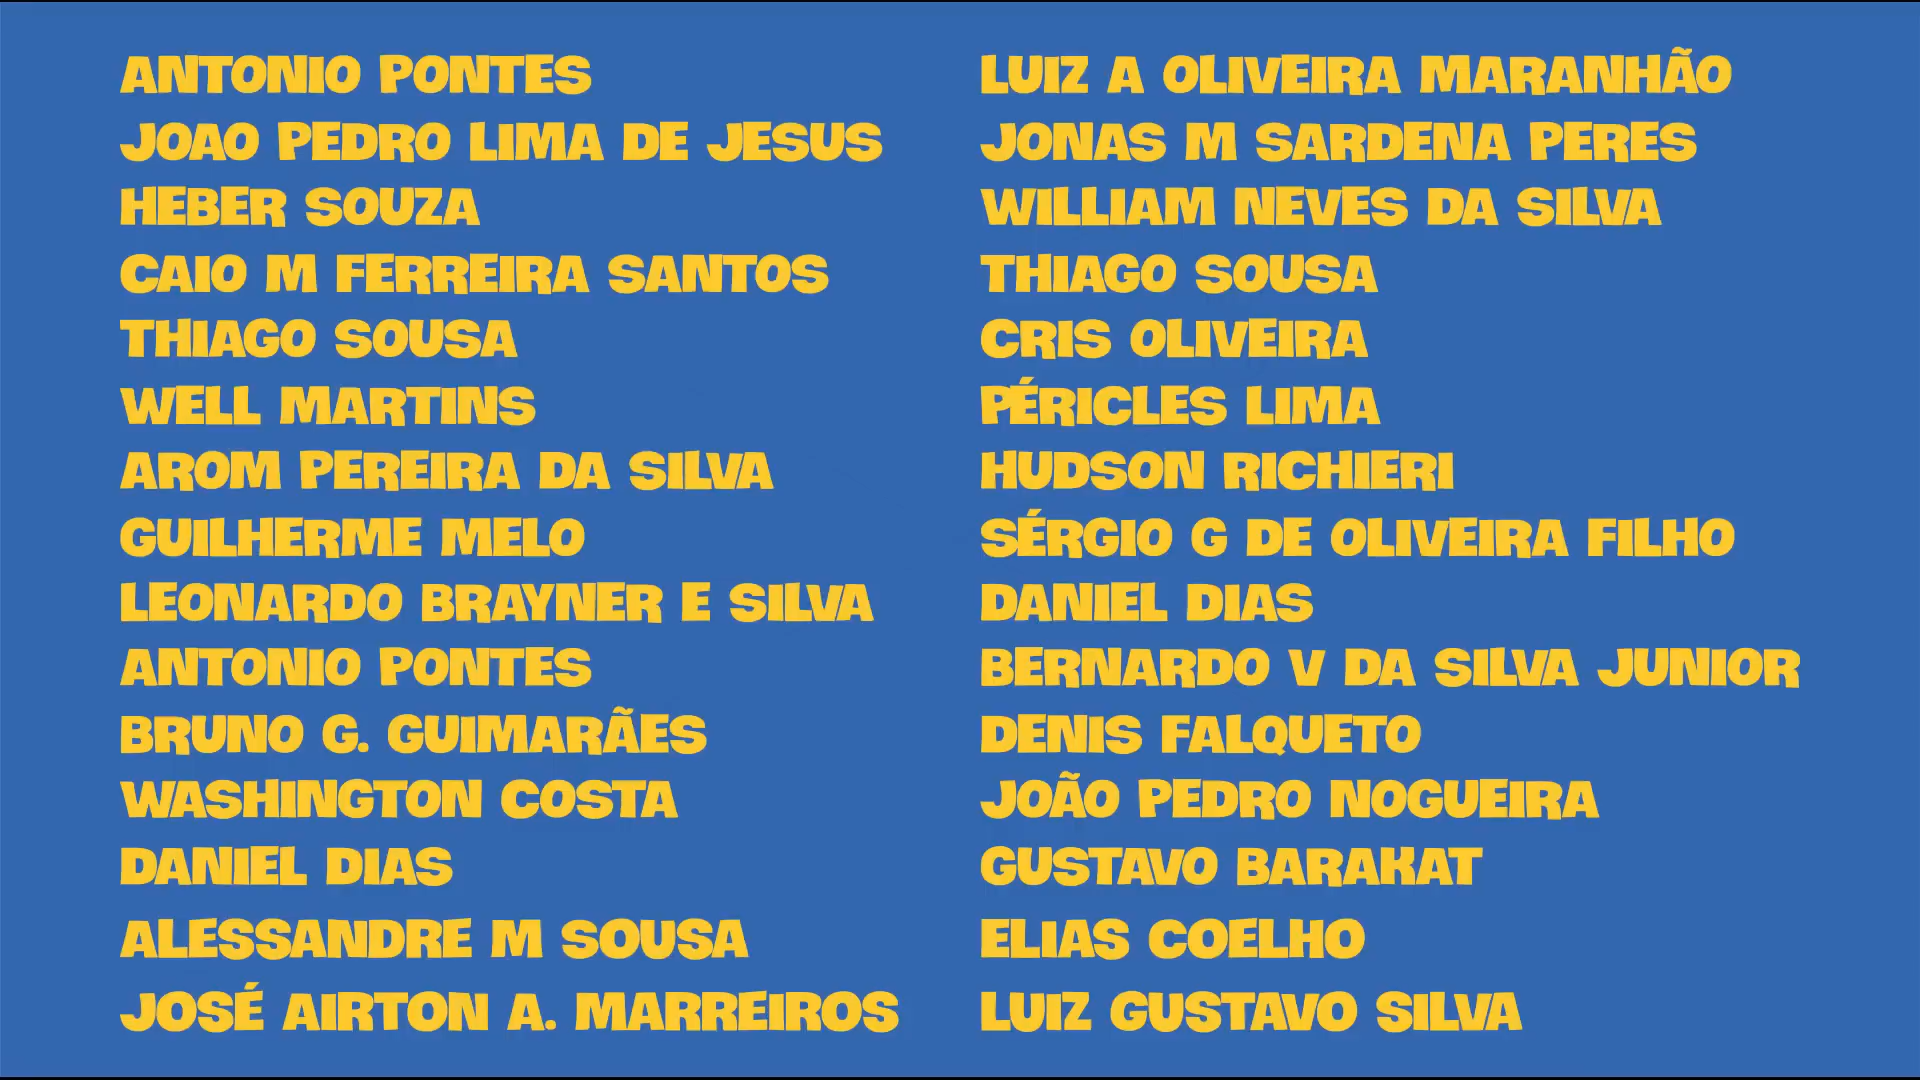 ANTONIO PONTES
JOAO PEDRO LIMA DE JESUS
HEBER SOUZA
CAIO M FERREIRA SANTOS
THIAGO SOUSA
WELL MARTINS
AROM PEREIRA DA SILVA
GUILHERME MELO
LEONARDO BRAYNER E SILVA
ANTONIO PONTES
BRUNO G. GUIMARÃES
WASHINGTON COSTA
DANIEL DIAS
ALESSANDRE M SOUSA
JOSÉ AIRTON A. MARREIROS
LUIZ A OLIVEIRA MARANHÃO
JONAS M SARDENA PERES
WILLIAM NEVES DA SILVA
THIAGO SOUSA
CRIS OLIVEIRA
PÉRICLES LIMA
HUDSON RICHIERI
SÉRGIO G DE OLIVEIRA FILHO
DANIEL DIAS
BERNARDO V DA SILVA JUNIOR
DENIS FALQUETO
JOÃO PEDRO NOGUEIRA
GUSTAVO BARAKAT
ELIAS COELHO
LUIZ GUSTAVO SILVA